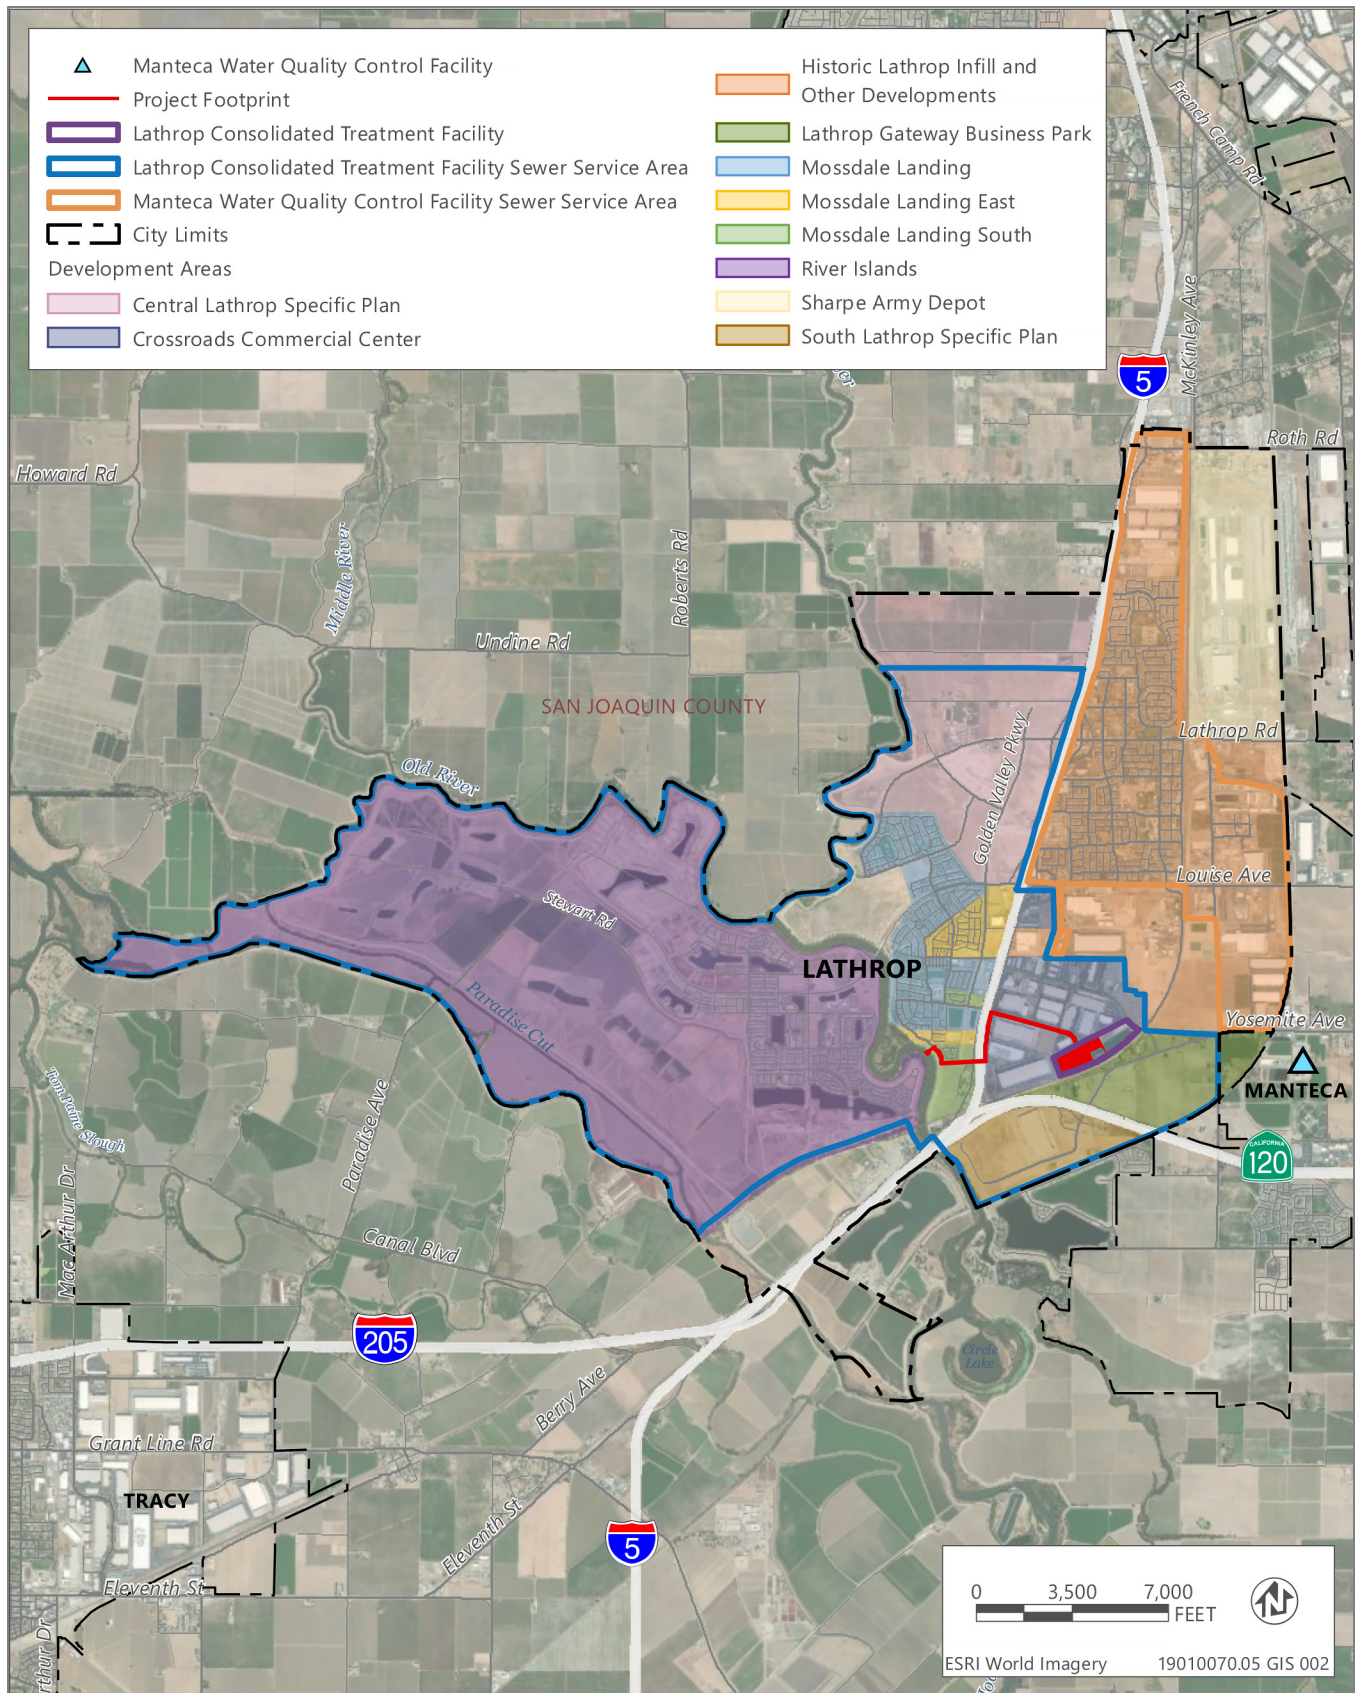 Manteca Water Quality Control Facility
Project Footprint
Lathrop Consolidated Treatment Facility
Lathrop Consolidated Treatment Facility Sewer Service Area
Manteca Water Quality Control Facility Sewer Service Area
City Limits
Development Areas
Central Lathrop Specific Plan
Crossroads Commercial Center
Historic Lathrop Infill and
Other Developments
Lathrop Gateway Business Park
Mossdale Landing
Mossdale Landing East
Mossdale Landing South
River Islands
Sharpe Army Depot
South Lathrop Specific Plan
French Camp Rd
McKinley Ave
5
Roth Rd
Howard Rd
Middle River
Roberts Rd
Undine Rd
SAN JOAQUIN COUNTY
Lathrop Rd
Golden Valley Pkwy
Old River
Louise Ave
Stewart Rd
LATHROP
Paradise Cut
Yosemite Ave
MANTECA
Tom Paine Slough
Paradise Ave
CALIFORNIA
120
Mac Arthur Dr
Canal Blvd
205
Circle
Lake
Berry Ave
Grant Line Rd
TRACY
Eleventh St
5
Eleventh St
rthur Dr
0 3,500 7,000
FEET
N
ESRI World Imagery 19010070.05 GIS 002